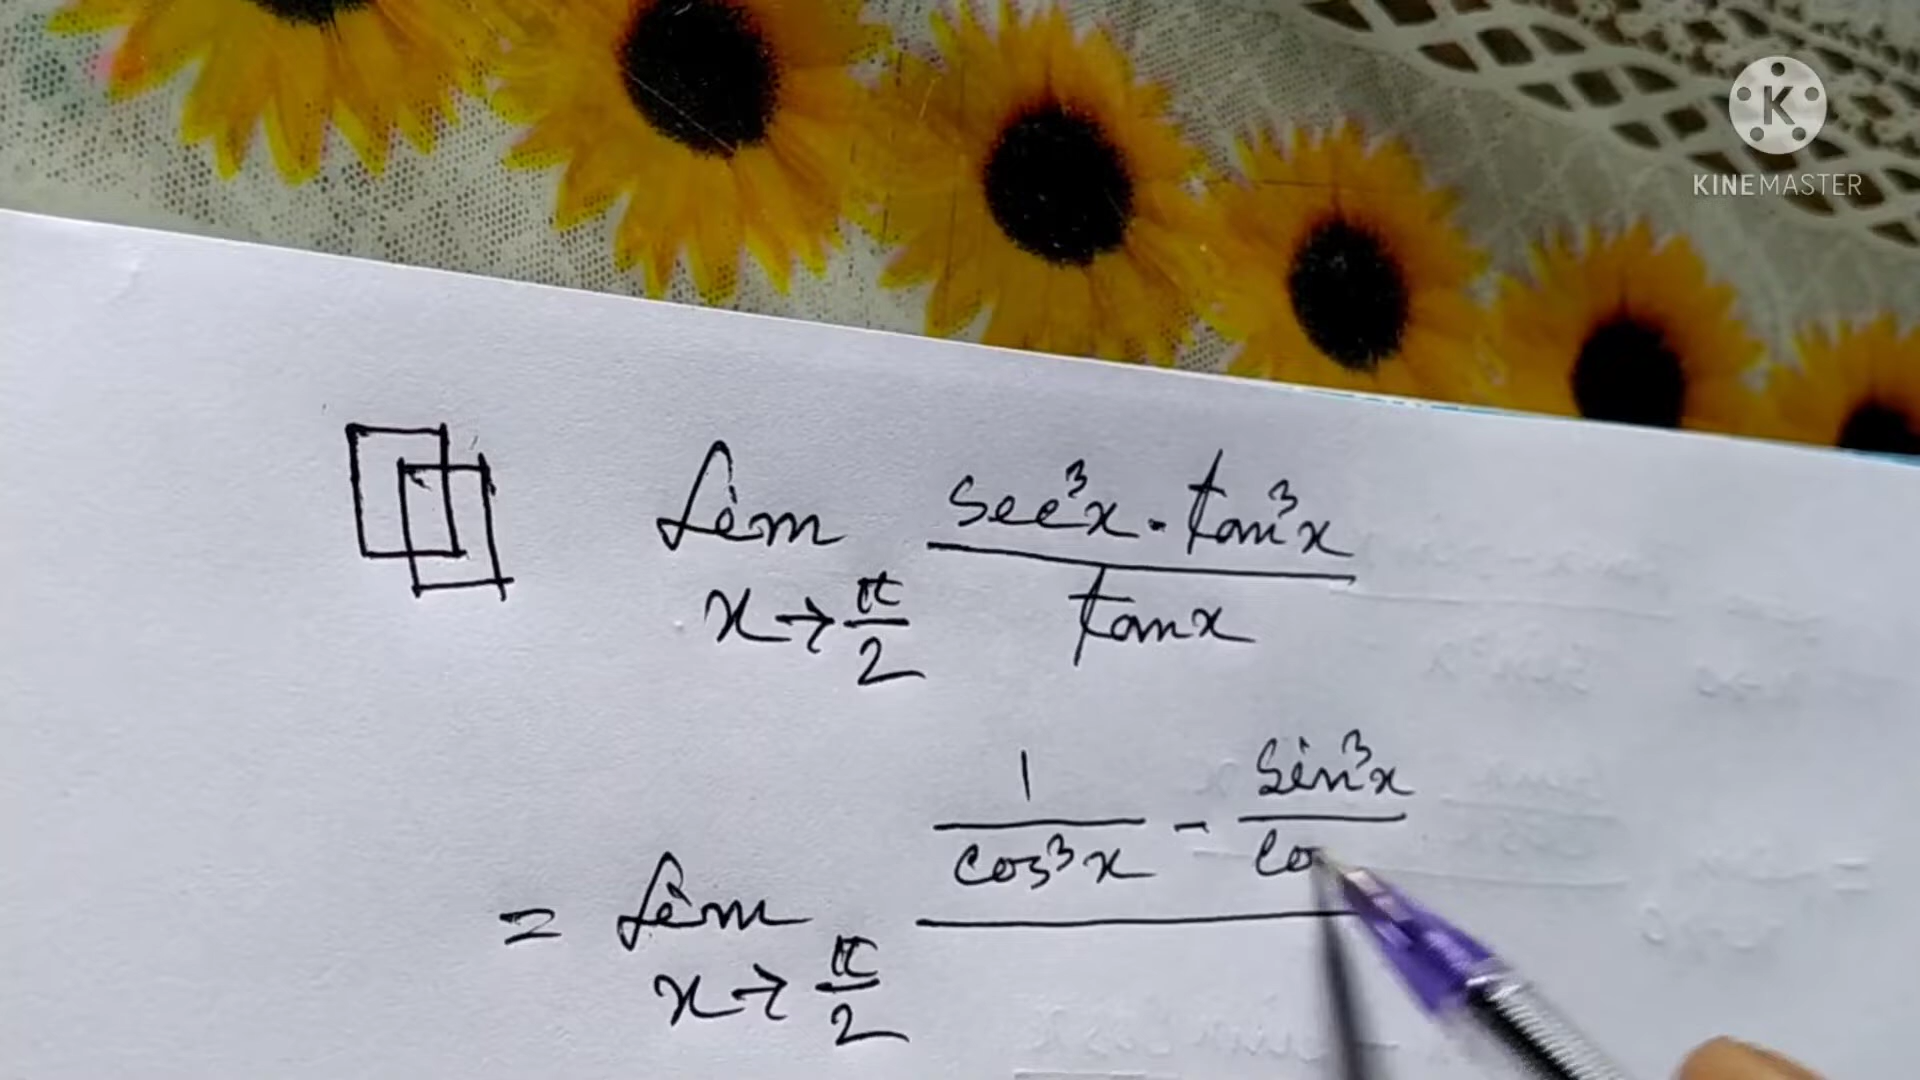 KINEMASTER
Lim sec³x - tan³x
x→π/2 tanx
1 - sin³x
cos³x co
= Lim
x→π/2